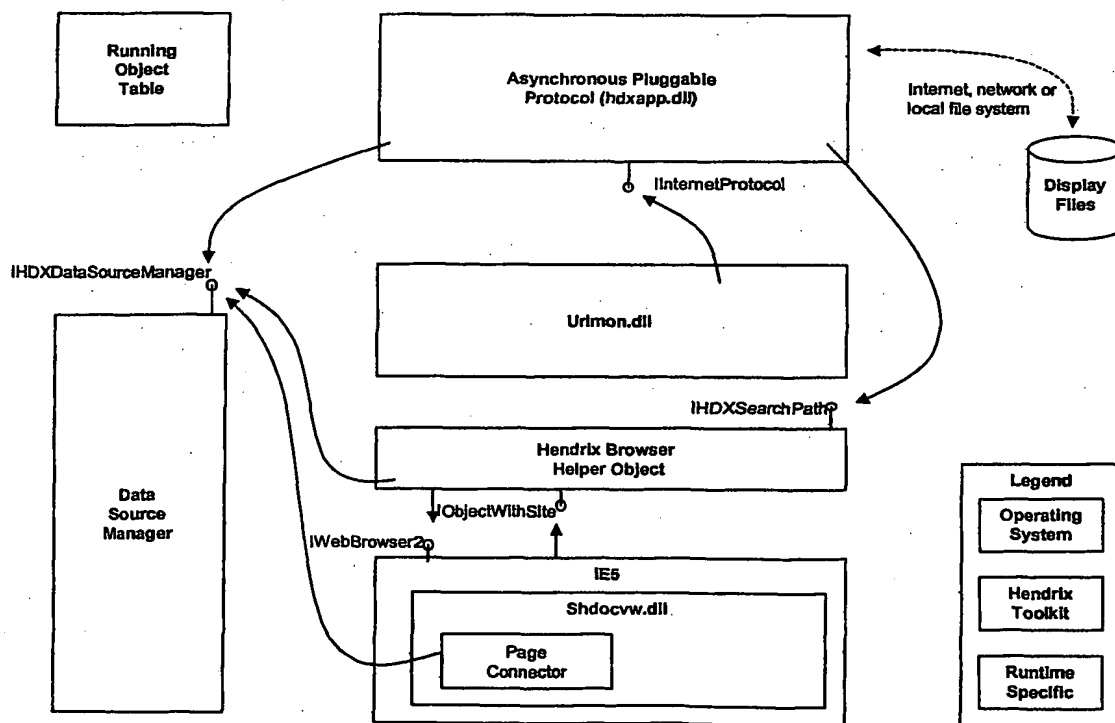 Running
Object
Table
Asynchronous Pluggable
Protocol (hdxapp.dll)
Internet, network or
local file system
Display
Files
IInternetProtocol
IHDXDataSourceManager
Urlmon.dll
IHDXSearchPath
Hendrix Browser
Helper Object
Data
Source
Manager
IObjectWithSite
IWebBrowser2
IE5
Shdocvw.dll
Page
Connector
Legend
Operating
System
Hendrix
Toolkit
Runtime
Specific